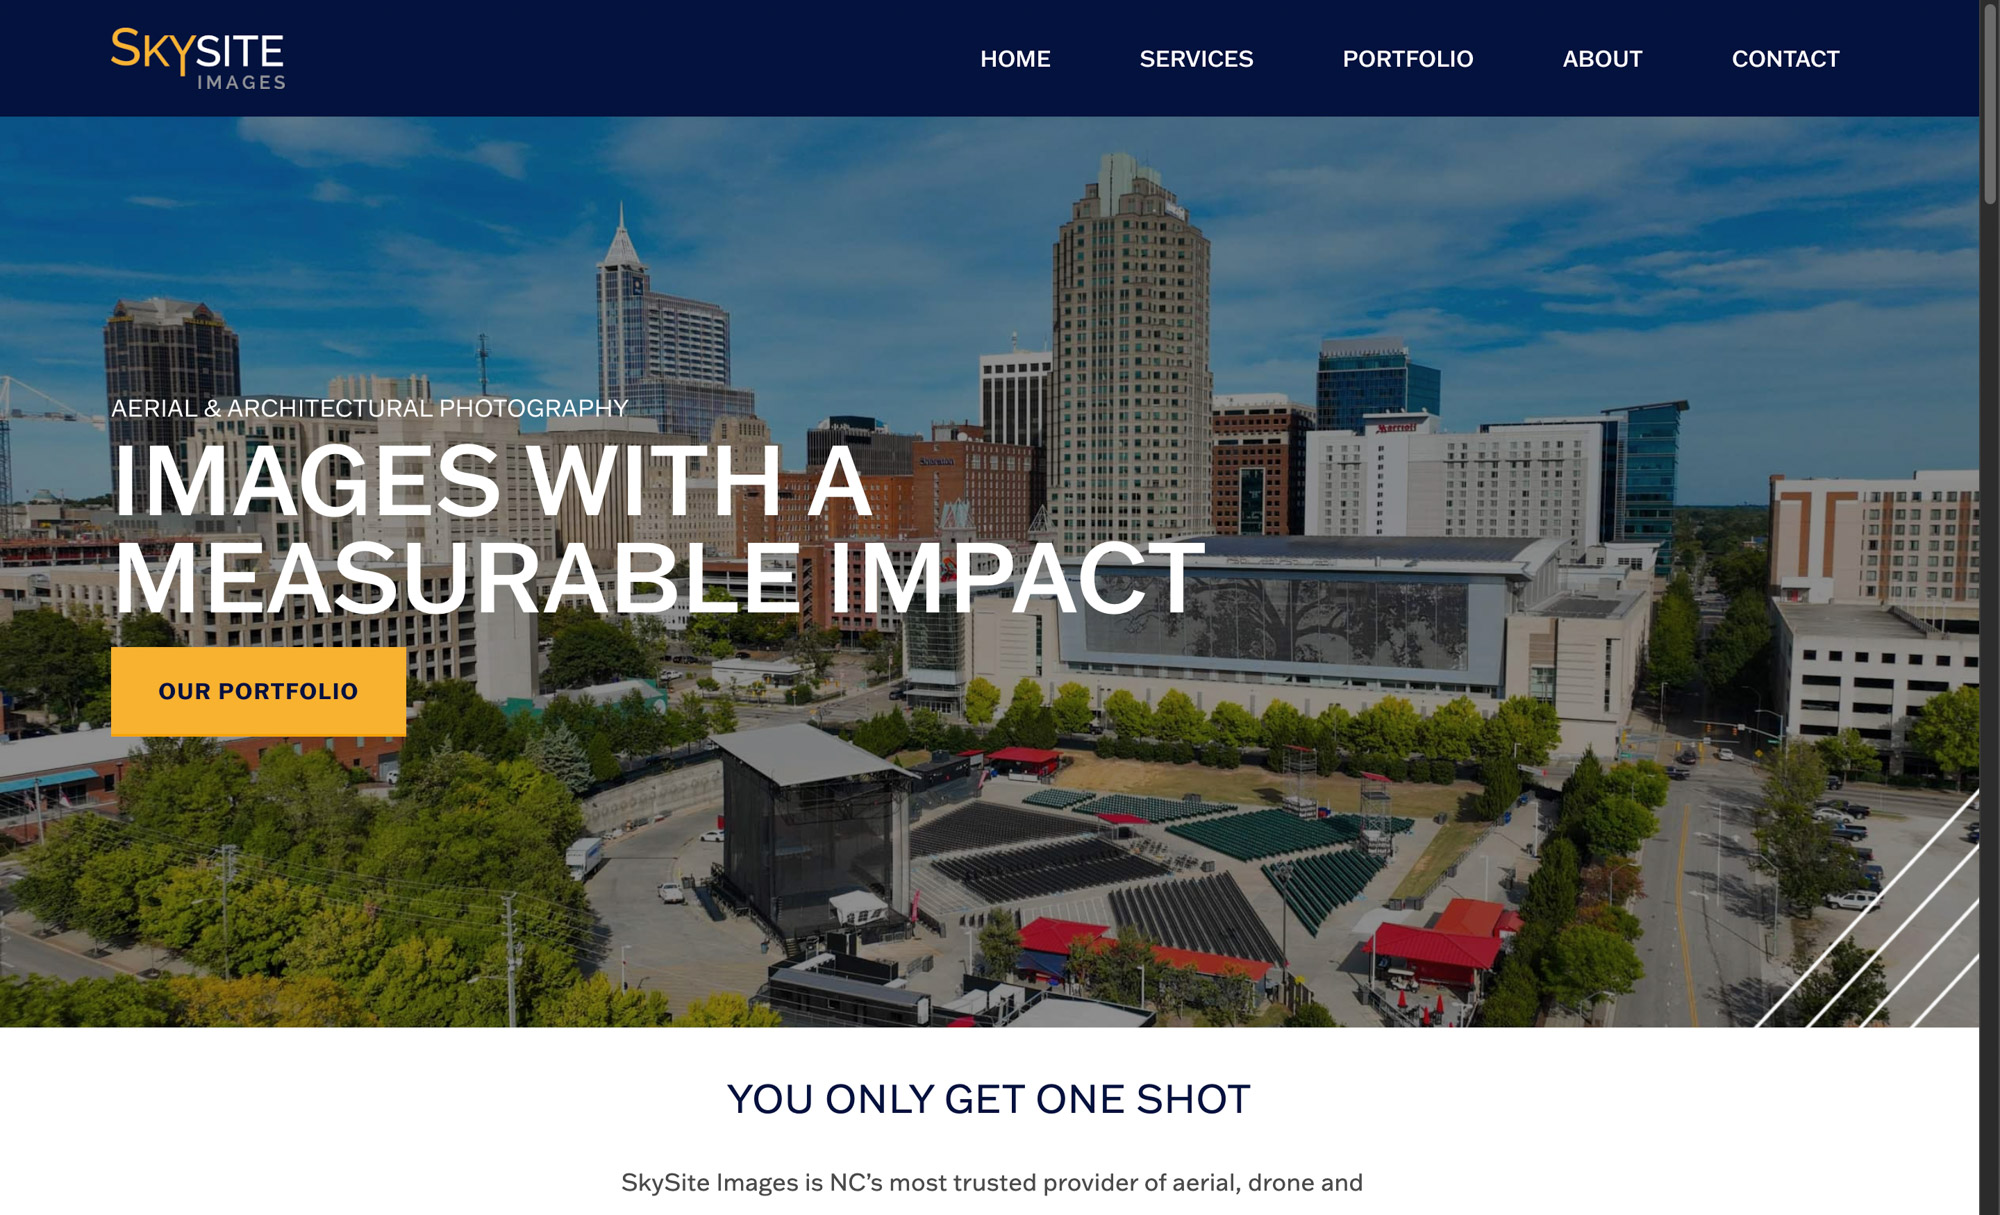 SKYSITE
IMAGES
HOME
SERVICES
PORTFOLIO
ABOUT
CONTACT
Marriott
AERIAL & ARCHITECTURAL PHOTOGRAPHY
IMAGES WITH A
MEASURABLE IMPACT
OUR PORTFOLIO
YOU ONLY GET ONE SHOT
SkySite Images is NC's most trusted provider of aerial, drone and